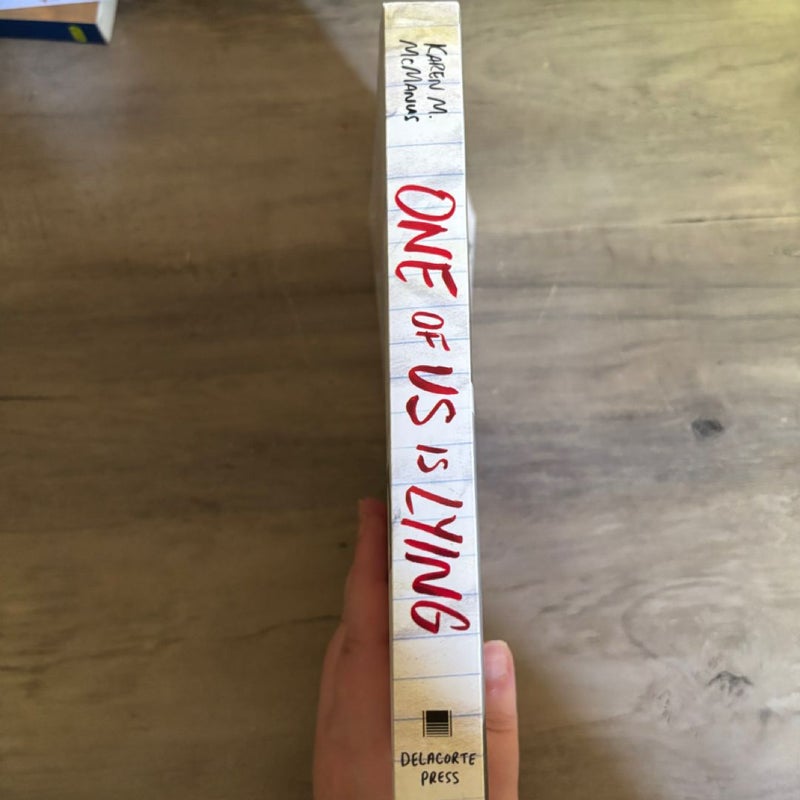 KAREN M.
McMANUS
ONE OF US IS LYING
DELACORTE
PRESS